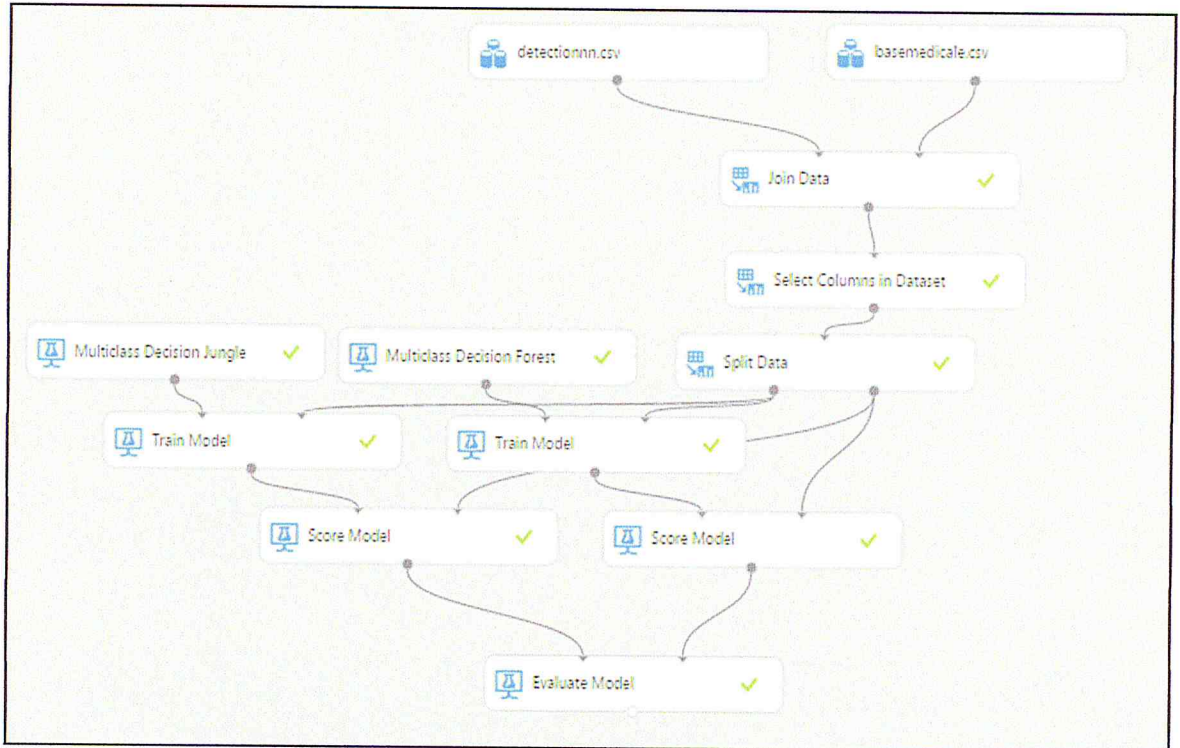 detectionnn.csv
basemedicale.csv
Join Data
Select Columns in Dataset
Multiclass Decision Jungle
Multiclass Decision Forest
Split Data
Train Model
Train Model
Score Model
Score Model
Evaluate Model